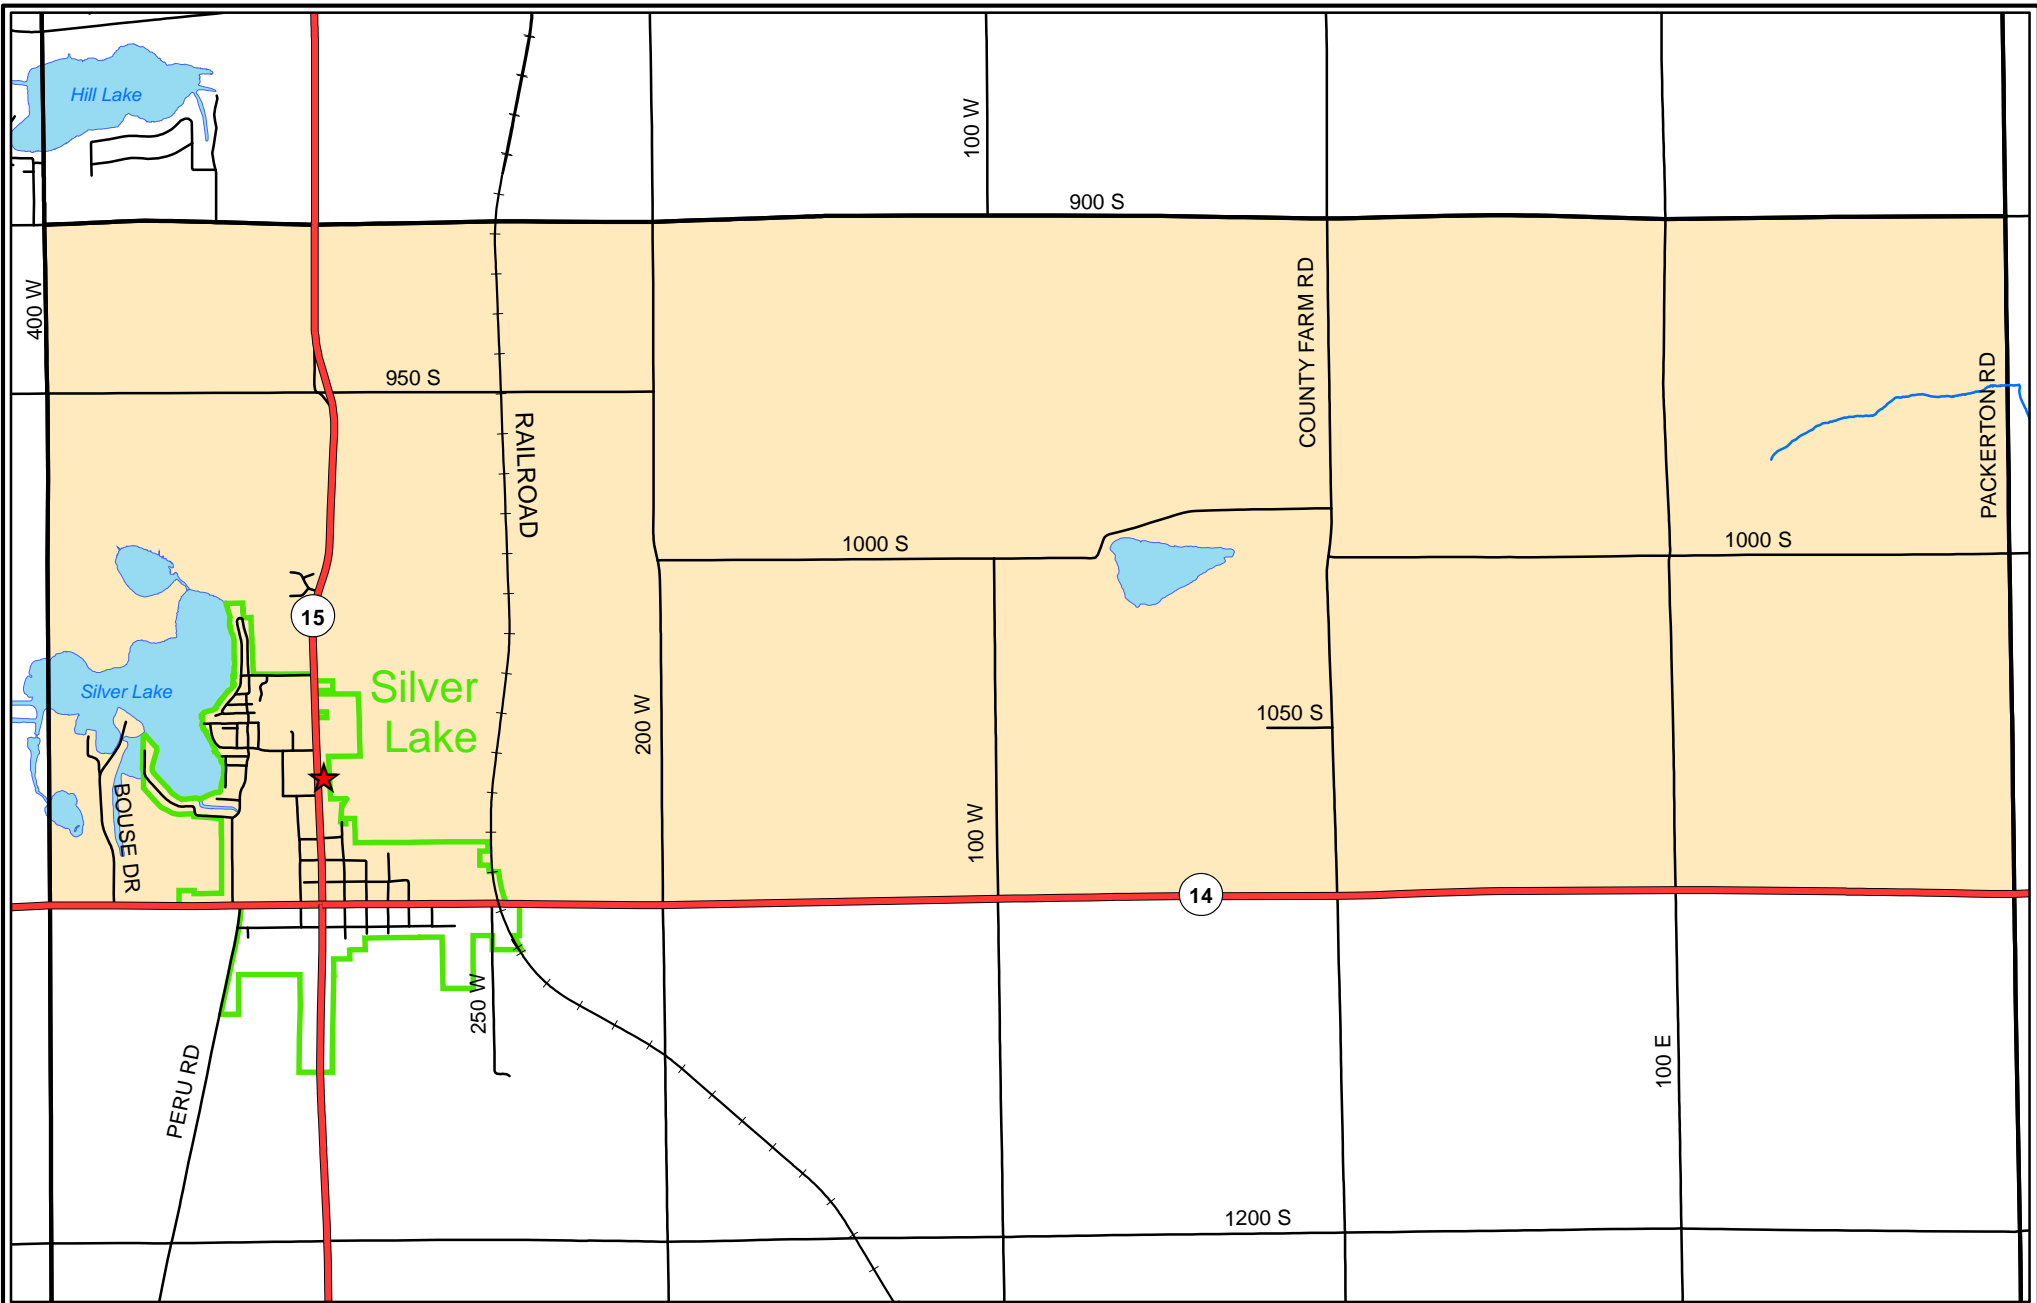 Hill Lake
100 W
900 S
400 W
COUNTY FARM RD
950 S
PACKERTON RD
RAILROAD
1000 S
1000 S
15
Silver
Lake
Silver Lake
200 W
1050 S
BOUSE DR
100 W
14
250 W
PERU RD
100 E
1200 S